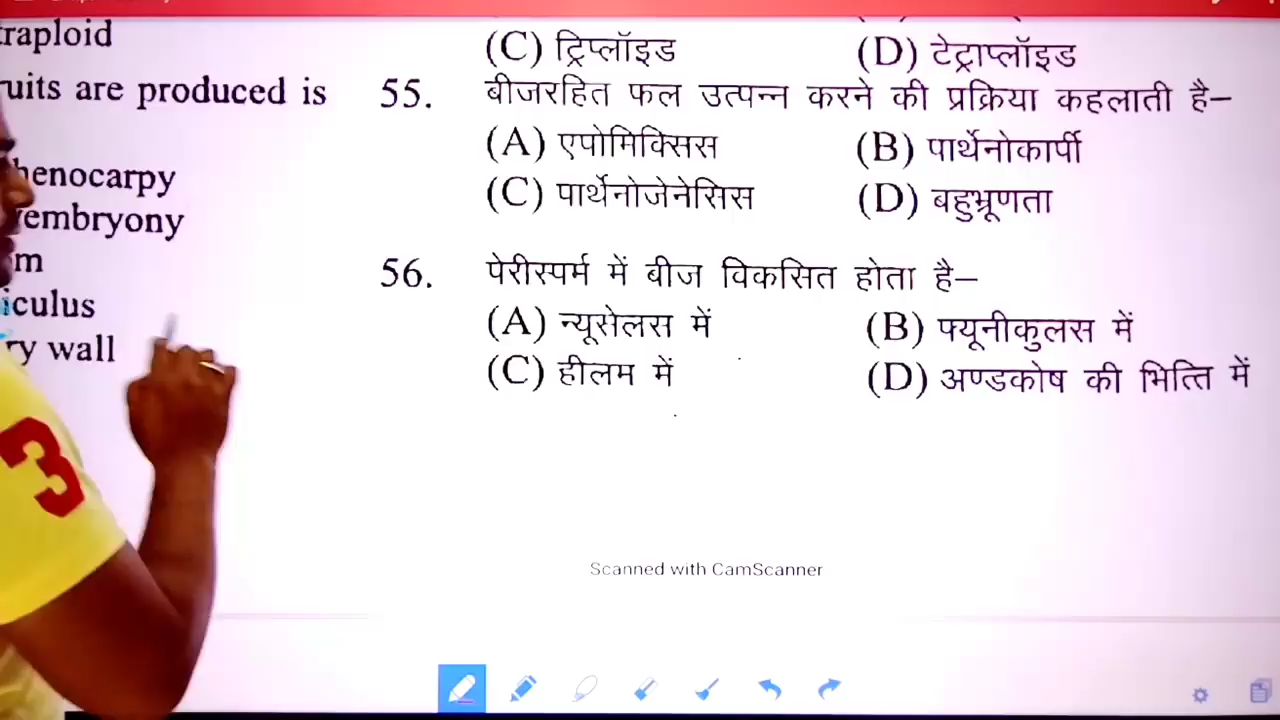 raploid
(C) ट्रिप्लॉइड (D) टेट्राप्लॉइड
uits are produced is 55. बीजरहित फल उत्पन्न करने की प्रक्रिया कहलाती है–
(A) एपोमिक्सिस (B) पार्थेनोकार्पी
henocarpy
(C) पार्थेनोजेनेसिस (D) बहुभ्रूणता
embryony
m 56. पेरीस्पर्म में बीज विकसित होता है–
iculus (A) न्यूसेलस में (B) फ्यूनीकुलस में
ry wall (C) हीलम में (D) अण्डकोष की भित्ति में
3
Scanned with CamScanner